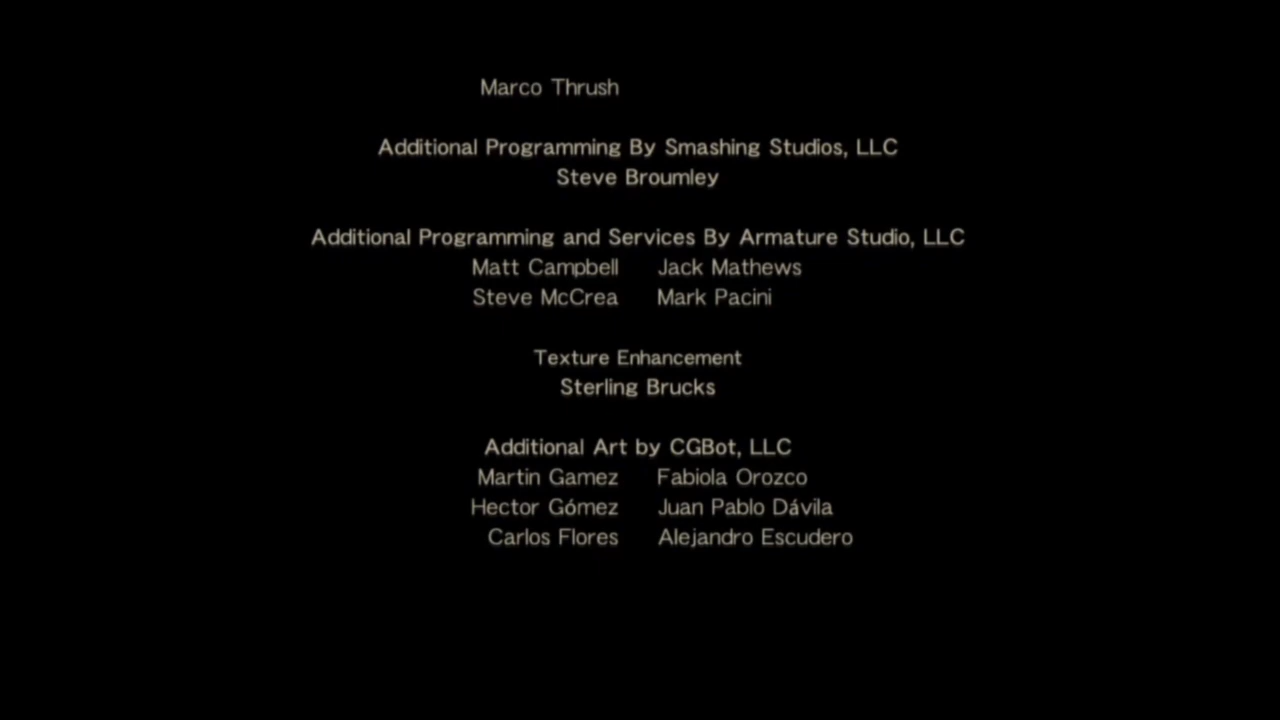 Marco Thrush
Additional Programming By Smashing Studios, LLC
Steve Broumley
Additional Programming and Services By Armature Studio, LLC
Matt Campbell Jack Mathews
Steve McCrea Mark Pacini
Texture Enhancement
Sterling Brucks
Additional Art by CGBot, LLC
Martin Gamez Fabiola Orozco
Hector Gómez Juan Pablo Dávila
Carlos Flores Alejandro Escudero